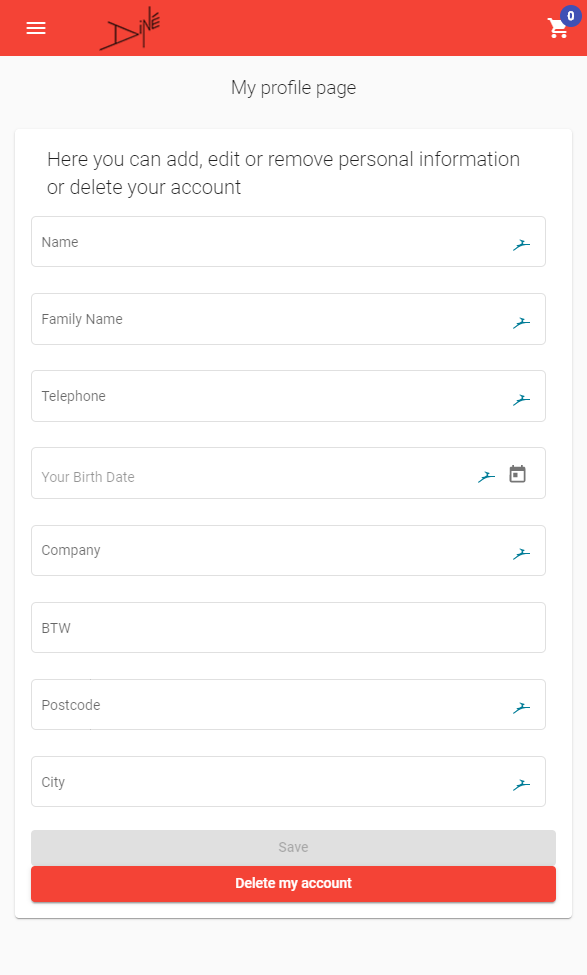 DINE
0
My profile page
Here you can add, edit or remove personal information
or delete your account
Name
Family Name
Telephone
Your Birth Date
Company
BTW
Postcode
City
Save
Delete my account